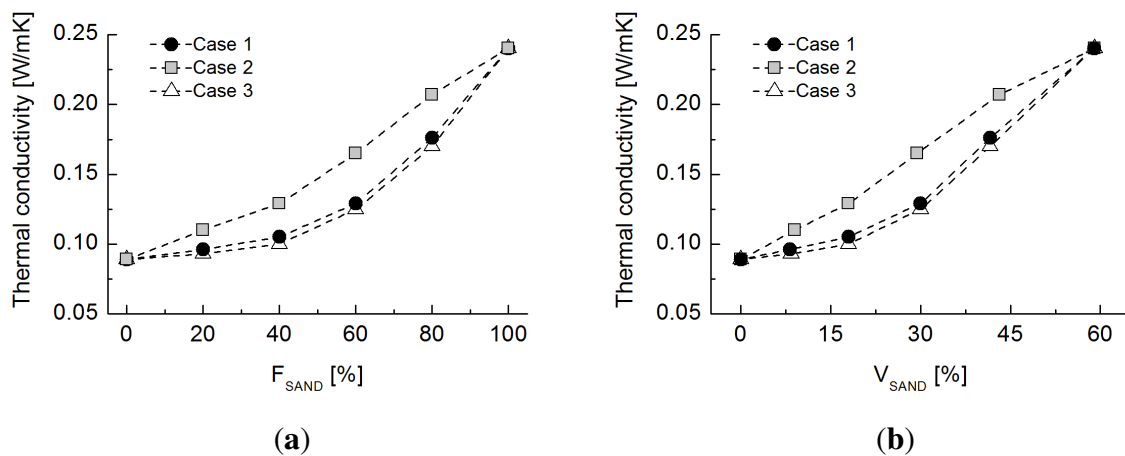 Thermal conductivity [W/mK]
0.25
0.20
0.15
0.10
0.05
Case 1
Case 2
Case 3
0 20 40 60 80 100
F_SAND [%]
(a)
Thermal conductivity [W/mK]
0.25
0.20
0.15
0.10
0.05
Case 1
Case 2
Case 3
0 15 30 45 60
V_SAND [%]
(b)